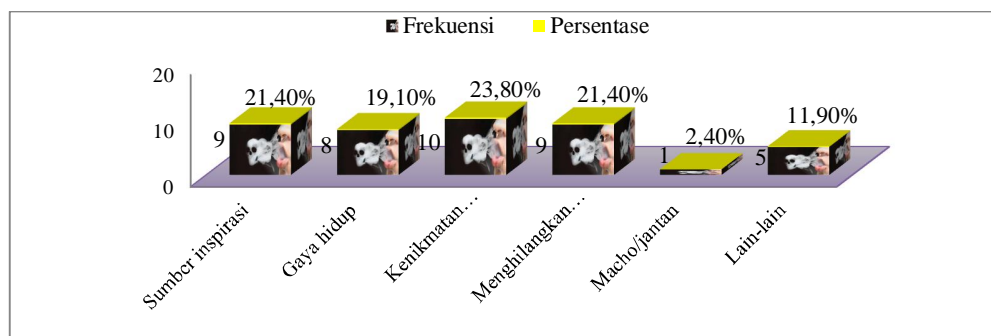 Frekuensi Persentase
20
10
0
21,40%
19,10%
23,80%
21,40%
2,40%
11,90%
9
8
10
9
1
5
Sumber inspirasi
Gaya hidup
Kenikmatan...
Menghilangkan...
Macho/jantan
Lain-lain